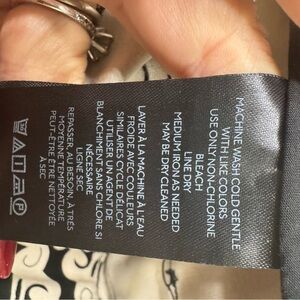 MACHINE WASH COLD GENTLE
WITH LIKE COLORS
USE ONLY NON-CHLORINE
BLEACH
LINE DRY
MEDIUM IRON AS NEEDED
MAY BE DRY CLEANED
LAVER À LA MACHINE À L'EAU
FROIDE AVEC COULEURS
SIMILAIRES CYCLE DÉLICAT
UTILISER UN AGENT DE
BLANCHIMENT SANS CHLORE SI
NÉCESSAIRE
LIGNE SEC
REPASSER AU BESOIN À TRÈS
MOYENNE TEMPÉRATURE
PEUT-ÊTRE ÊTRE NETTOYÉE
À SEC